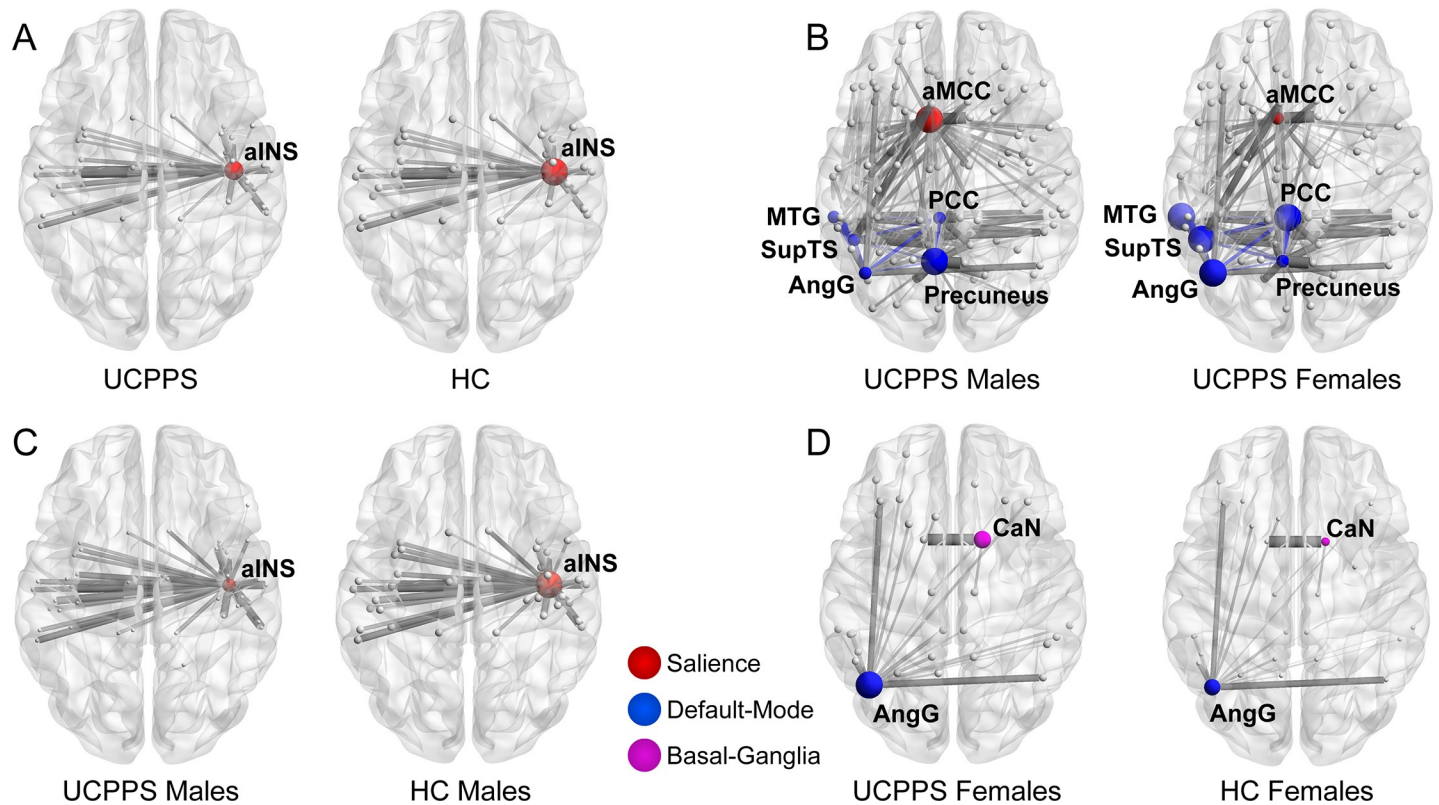 A
aINS
UCPPS
aINS
HC
B
aMCC
PCC
MTG
SupTS
AngG
Precuneus
UCPPS Males
aMCC
PCC
MTG
SupTS
AngG
Precuneus
UCPPS Females
C
aINS
UCPPS Males
aINS
HC Males
Salience
Default-Mode
Basal-Ganglia
D
CaN
AngG
UCPPS Females
CaN
AngG
HC Females